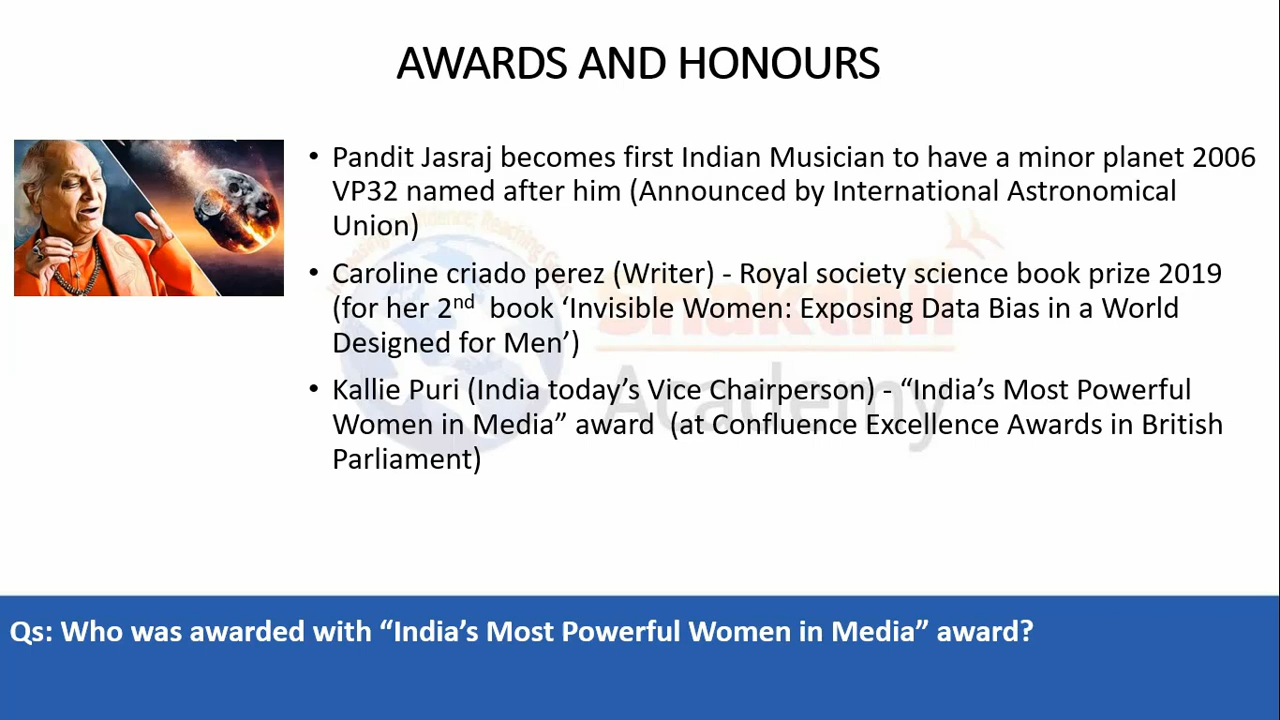 AWARDS AND HONOURS
• Pandit Jasraj becomes first Indian Musician to have a minor planet 2006
VP32 named after him (Announced by International Astronomical
Union)
• Caroline criado perez (Writer) - Royal society science book prize 2019
(for her 2nd book ‘Invisible Women: Exposing Data Bias in a World
Designed for Men’)
• Kallie Puri (India today’s Vice Chairperson) - “India’s Most Powerful
Women in Media” award (at Confluence Excellence Awards in British
Parliament)
Academy
Qs: Who was awarded with “India’s Most Powerful Women in Media” award?